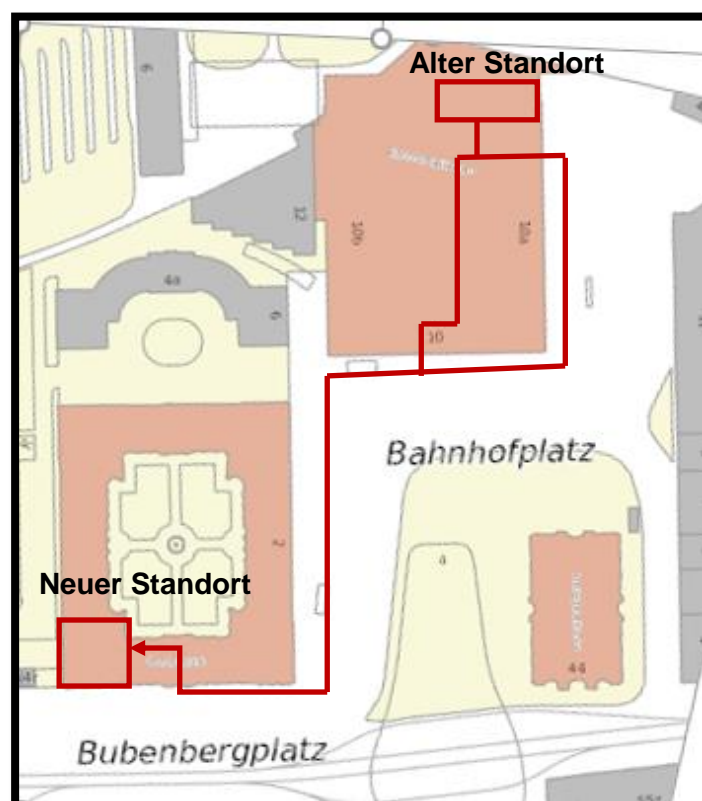 Alter Standort
6
12
10b
10a
4a
6
10
Bahnhofplatz
2
4
Neuer Standort
44
Bubenbergplatz